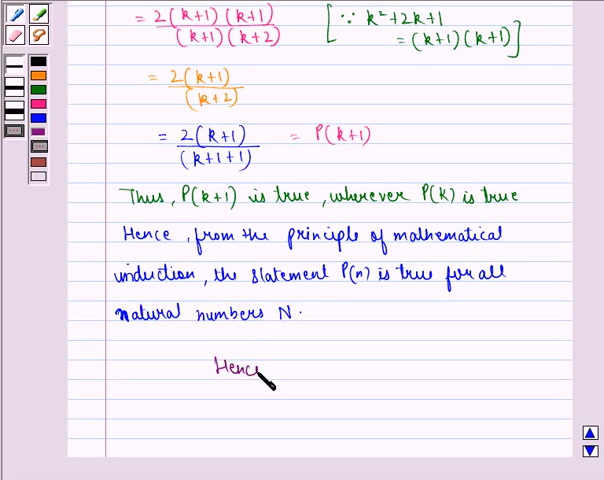 = 2(k+1)(k+1) / (k+1)(k+2) [∵ k²+2k+1
= (k+1)(k+1)]
= 2(k+1) / (k+2)
= 2(k+1) / (k+1+1) = P(k+1)
Thus, P(k+1) is true, wherever P(k) is true
Hence, from the principle of mathematical
induction, the statement P(n) is true for all
natural numbers N.
Henc